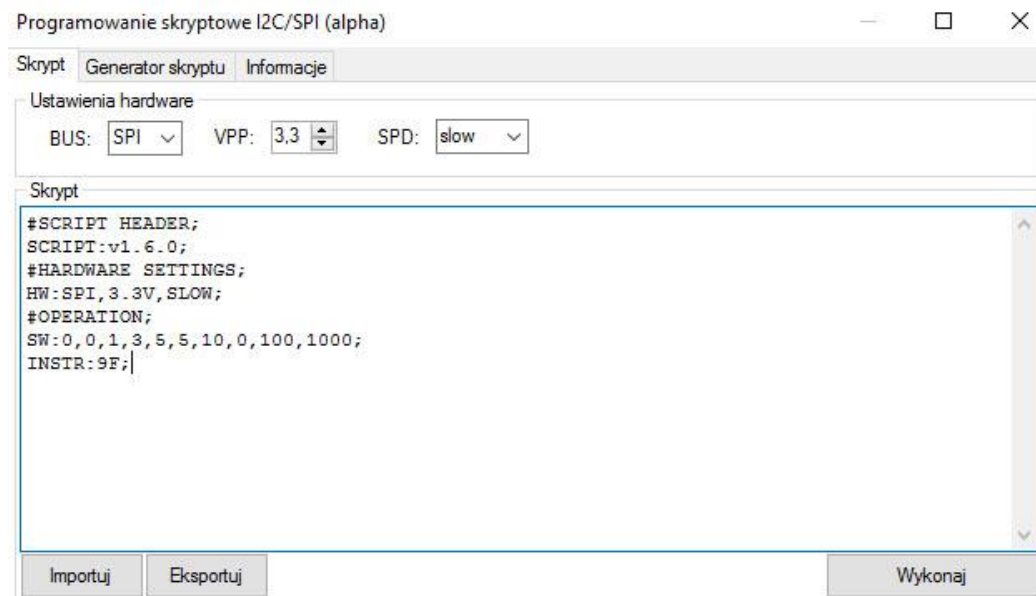 Programowanie skryptowe I2C/SPI (alpha)
Skrypt Generator skryptu Informacje
Ustawienia hardware
BUS: SPI VPP: 3,3 SPD: slow
Skrypt
#SCRIPT HEADER;
SCRIPT:v1.6.0;
#HARDWARE SETTINGS;
HW:SPI,3.3V,SLOW;
#OPERATION;
SW:0,0,1,3,5,5,10,0,100,1000;
INSTR:9F;
Importuj Eksportuj Wykonaj